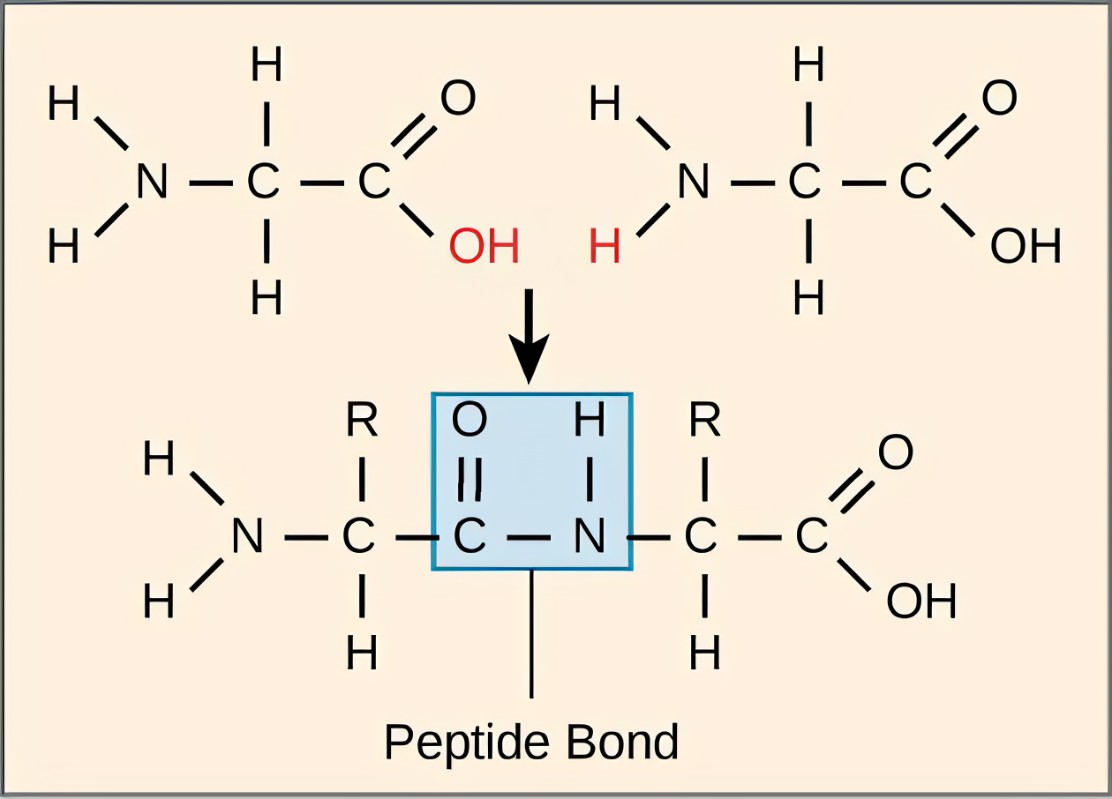 H H
H O H O
N C C N C C
H OH H OH
H H
R O H R
H O
N C C N C C
H OH
H H
Peptide Bond